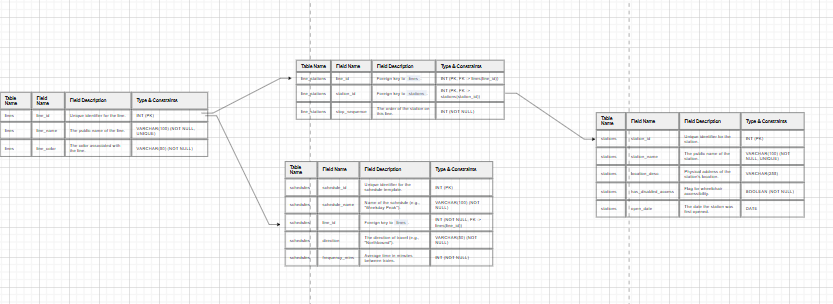 Table Name Field Name Field Description Type & Constraints
lines line_id Unique identifier for the line. INT (PK)
lines line_name The public name of the line. VARCHAR(100) (NOT NULL, UNIQUE)
lines line_color The color associated with the line. VARCHAR(50) (NOT NULL)
Table Name Field Name Field Description Type & Constraints
line_stations line_id Foreign key to lines. INT (PK, FK -> lines(line_id))
line_stations station_id Foreign key to stations. INT (PK, FK -> stations(station_id))
line_stations stop_sequence The order of the station on this line. INT (NOT NULL)
Table Name Field Name Field Description Type & Constraints
schedules schedule_id Unique identifier for the schedule template. INT (PK)
schedules schedule_name Name of the schedule (e.g., "Weekday Peak"). VARCHAR(100) (NOT NULL)
schedules line_id Foreign key to lines. INT (NOT NULL, FK -> lines(line_id))
schedules direction The direction of travel (e.g., "Northbound"). VARCHAR(50) (NOT NULL)
schedules frequency_mins Average time in minutes between trains. INT (NOT NULL)
Table Name Field Name Field Description Type & Constraints
stations station_id Unique identifier for the station. INT (PK)
stations station_name The public name of the station. VARCHAR(100) (NOT NULL, UNIQUE)
stations location_desc Physical address of the station's location. VARCHAR(255)
stations has_disabled_access Flag for wheelchair accessibility. BOOLEAN (NOT NULL)
stations open_date The date the station was first opened. DATE